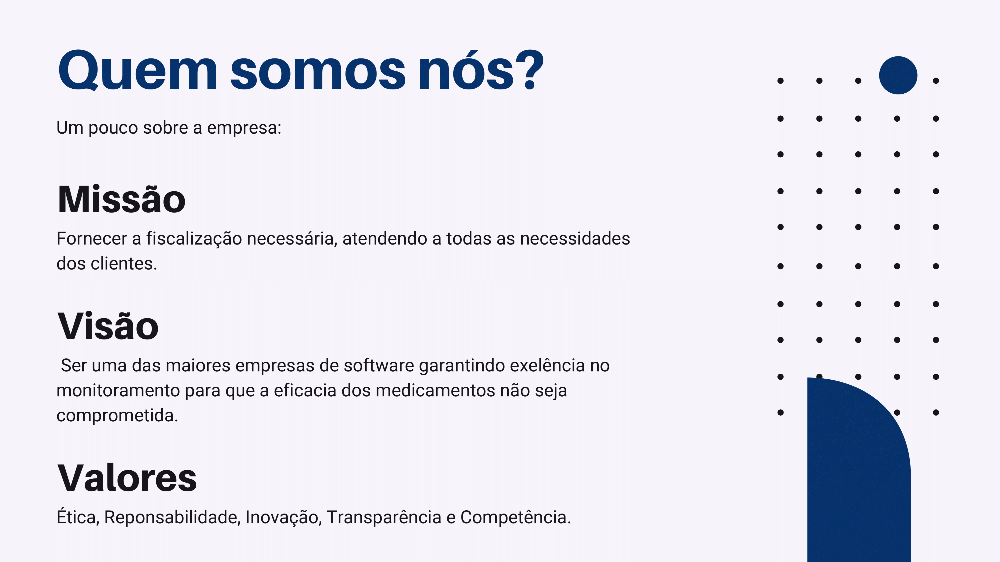 Quem somos nós?
Um pouco sobre a empresa:
Missão
Fornecer a fiscalização necessária, atendendo a todas as necessidades
dos clientes.
Visão
Ser uma das maiores empresas de software garantindo exelência no
monitoramento para que a eficacia dos medicamentos não seja
comprometida.
Valores
Ética, Reponsabilidade, Inovação, Transparência e Competência.